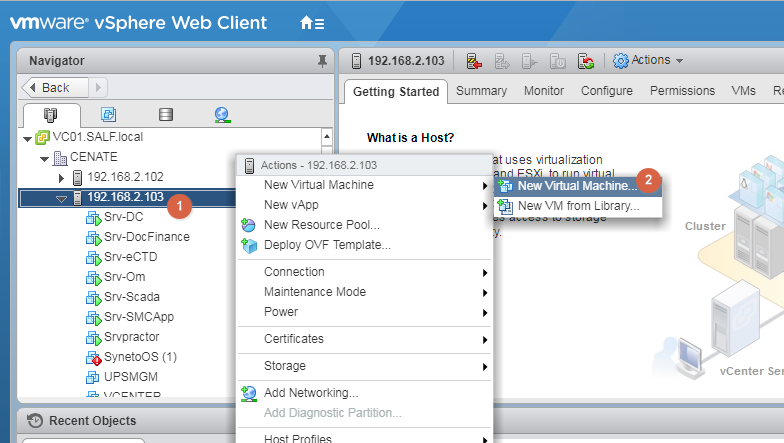 vmware® vSphere Web Client
Navigator
Back
VC01.SALF.local
CENATE
192.168.2.102
192.168.2.103
1
Srv-DC
Srv-DocFinance
Srv-eCTD
Srv-Om
Srv-Scada
Srv-SMCApp
Srvpractor
SynetoOS (1)
UPSMGM
VCENTER
Recent Objects
Actions - 192.168.2.103
New Virtual Machine
New vApp
New Resource Pool...
Deploy OVF Template...
Connection
Maintenance Mode
Power
Certificates
Storage
Add Networking...
Add Diagnostic Partition...
Host Profiles
New Virtual Machine...
2
New VM from Library...
192.168.2.103
Actions
Getting Started
Summary
Monitor
Configure
Permissions
VMs
Re
What is a Host?
at uses virtualization
and ESXi, to run virtual
s access to storage
ty.
Cluster
vCenter Ser